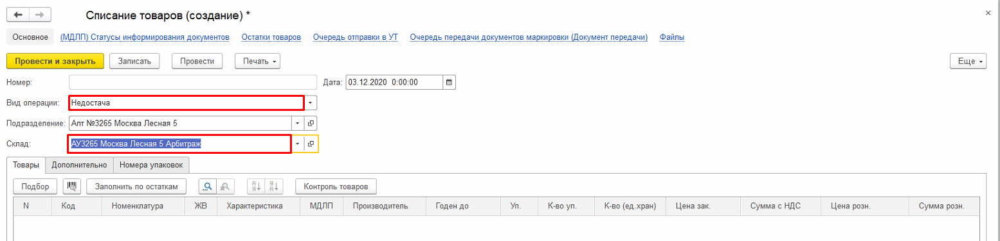 Списание товаров (создание) *
Основное (МДЛП) Статусы информирования документов Остатки товаров Очередь отправки в УТ Очередь передачи документов маркировки (Документ передачи) Файлы
Провести и закрыть Записать Провести Печать Еще
Номер: Дата: 03.12.2020 0:00:00
Вид операции: Недостача
Подразделение: Апт №3265 Москва Лесная 5
Склад: АУ3265 Москва Лесная 5 Арбитраж
Товары Дополнительно Номера упаковок
Подбор Заполнить по остаткам Контроль товаров
N Код Номенклатура ЖВ Характеристика МДЛП Производитель Годен до Уп. К-во уп. К-во (ед.хран) Цена зак. Сумма с НДС Цена розн. Сумма розн.